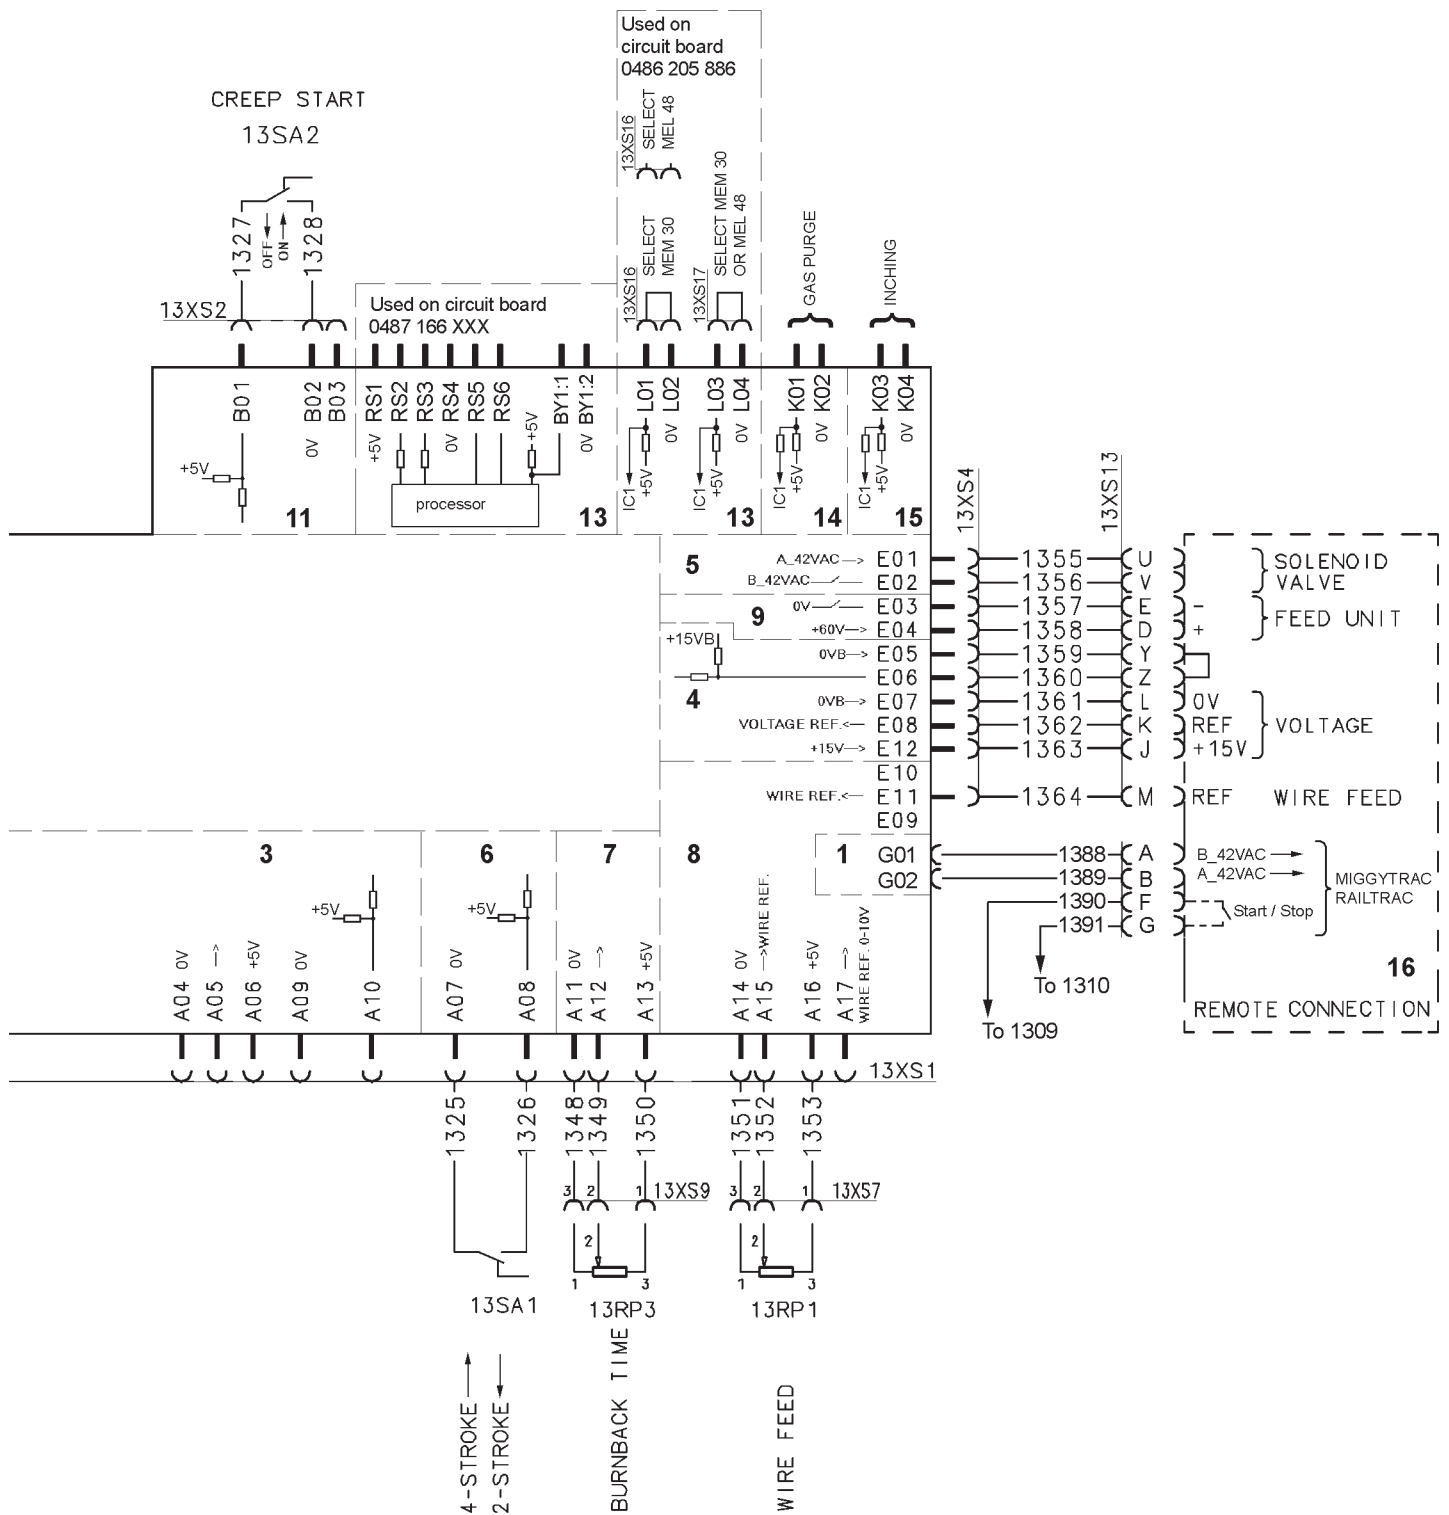 Used on
circuit board
0486 205 886
CREEP START
13SA2
13XS16
SELECT
MEL 48
1327
OFF
ON
1328
13XS16
SELECT
MEM 30
13XS17
SELECT MEM 30
OR MEL 48
GAS PURGE
INCHING
13XS2
Used on circuit board
0487 166 XXX
B01
0V B02
B03
+5V RS1
RS2
RS3
0V RS4
RS5
RS6
+5V
BY1:1
0V BY1:2
L01
0V L02
L03
0V L04
K01
0V K02
K03
0V K04
+5V
processor
IC1
+5V
IC1
+5V
IC1
+5V
IC1
+5V
11
13
13
14
15
13XS4
13XS13
5
A_42VAC E01 1355 U
B_42VAC E02 1356 V
SOLENOID
VALVE
9
0V E03 1357 E -
+60V E04 1358 D +
FEED UNIT
+15VB
0VB E05 1359 Y
E06 1360 Z
4
0VB E07 1361 L 0V
VOLTAGE REF. E08 1362 K REF
+15V E12 1363 J +15V
VOLTAGE
E10
WIRE REF. E11 1364 M REF WIRE FEED
E09
3
6
7
8
1
G01 1388 A B_42VAC
G02 1389 B A_42VAC
1390 F
1391 G
Start / Stop
MIGGYTRAC
RAILTRAC
16
To 1310
To 1309
REMOTE CONNECTION
+5V
+5V
A04 0V
A05
A06 +5V
A09 0V
A10
A07 0V
A08
A11 0V
A12
A13 +5V
A14 0V
A15 WIRE REF.
A16 +5V
A17
WIRE REF. 0-10V
13XS1
1325
1326
1348
1349
1350
1351
1352
1353
3 2 1 13XS9
3 2 1 13XS7
2
1 3
2
1 3
13SA1
13RP3
13RP1
4-STROKE
2-STROKE
BURNBACK TIME
WIRE FEED